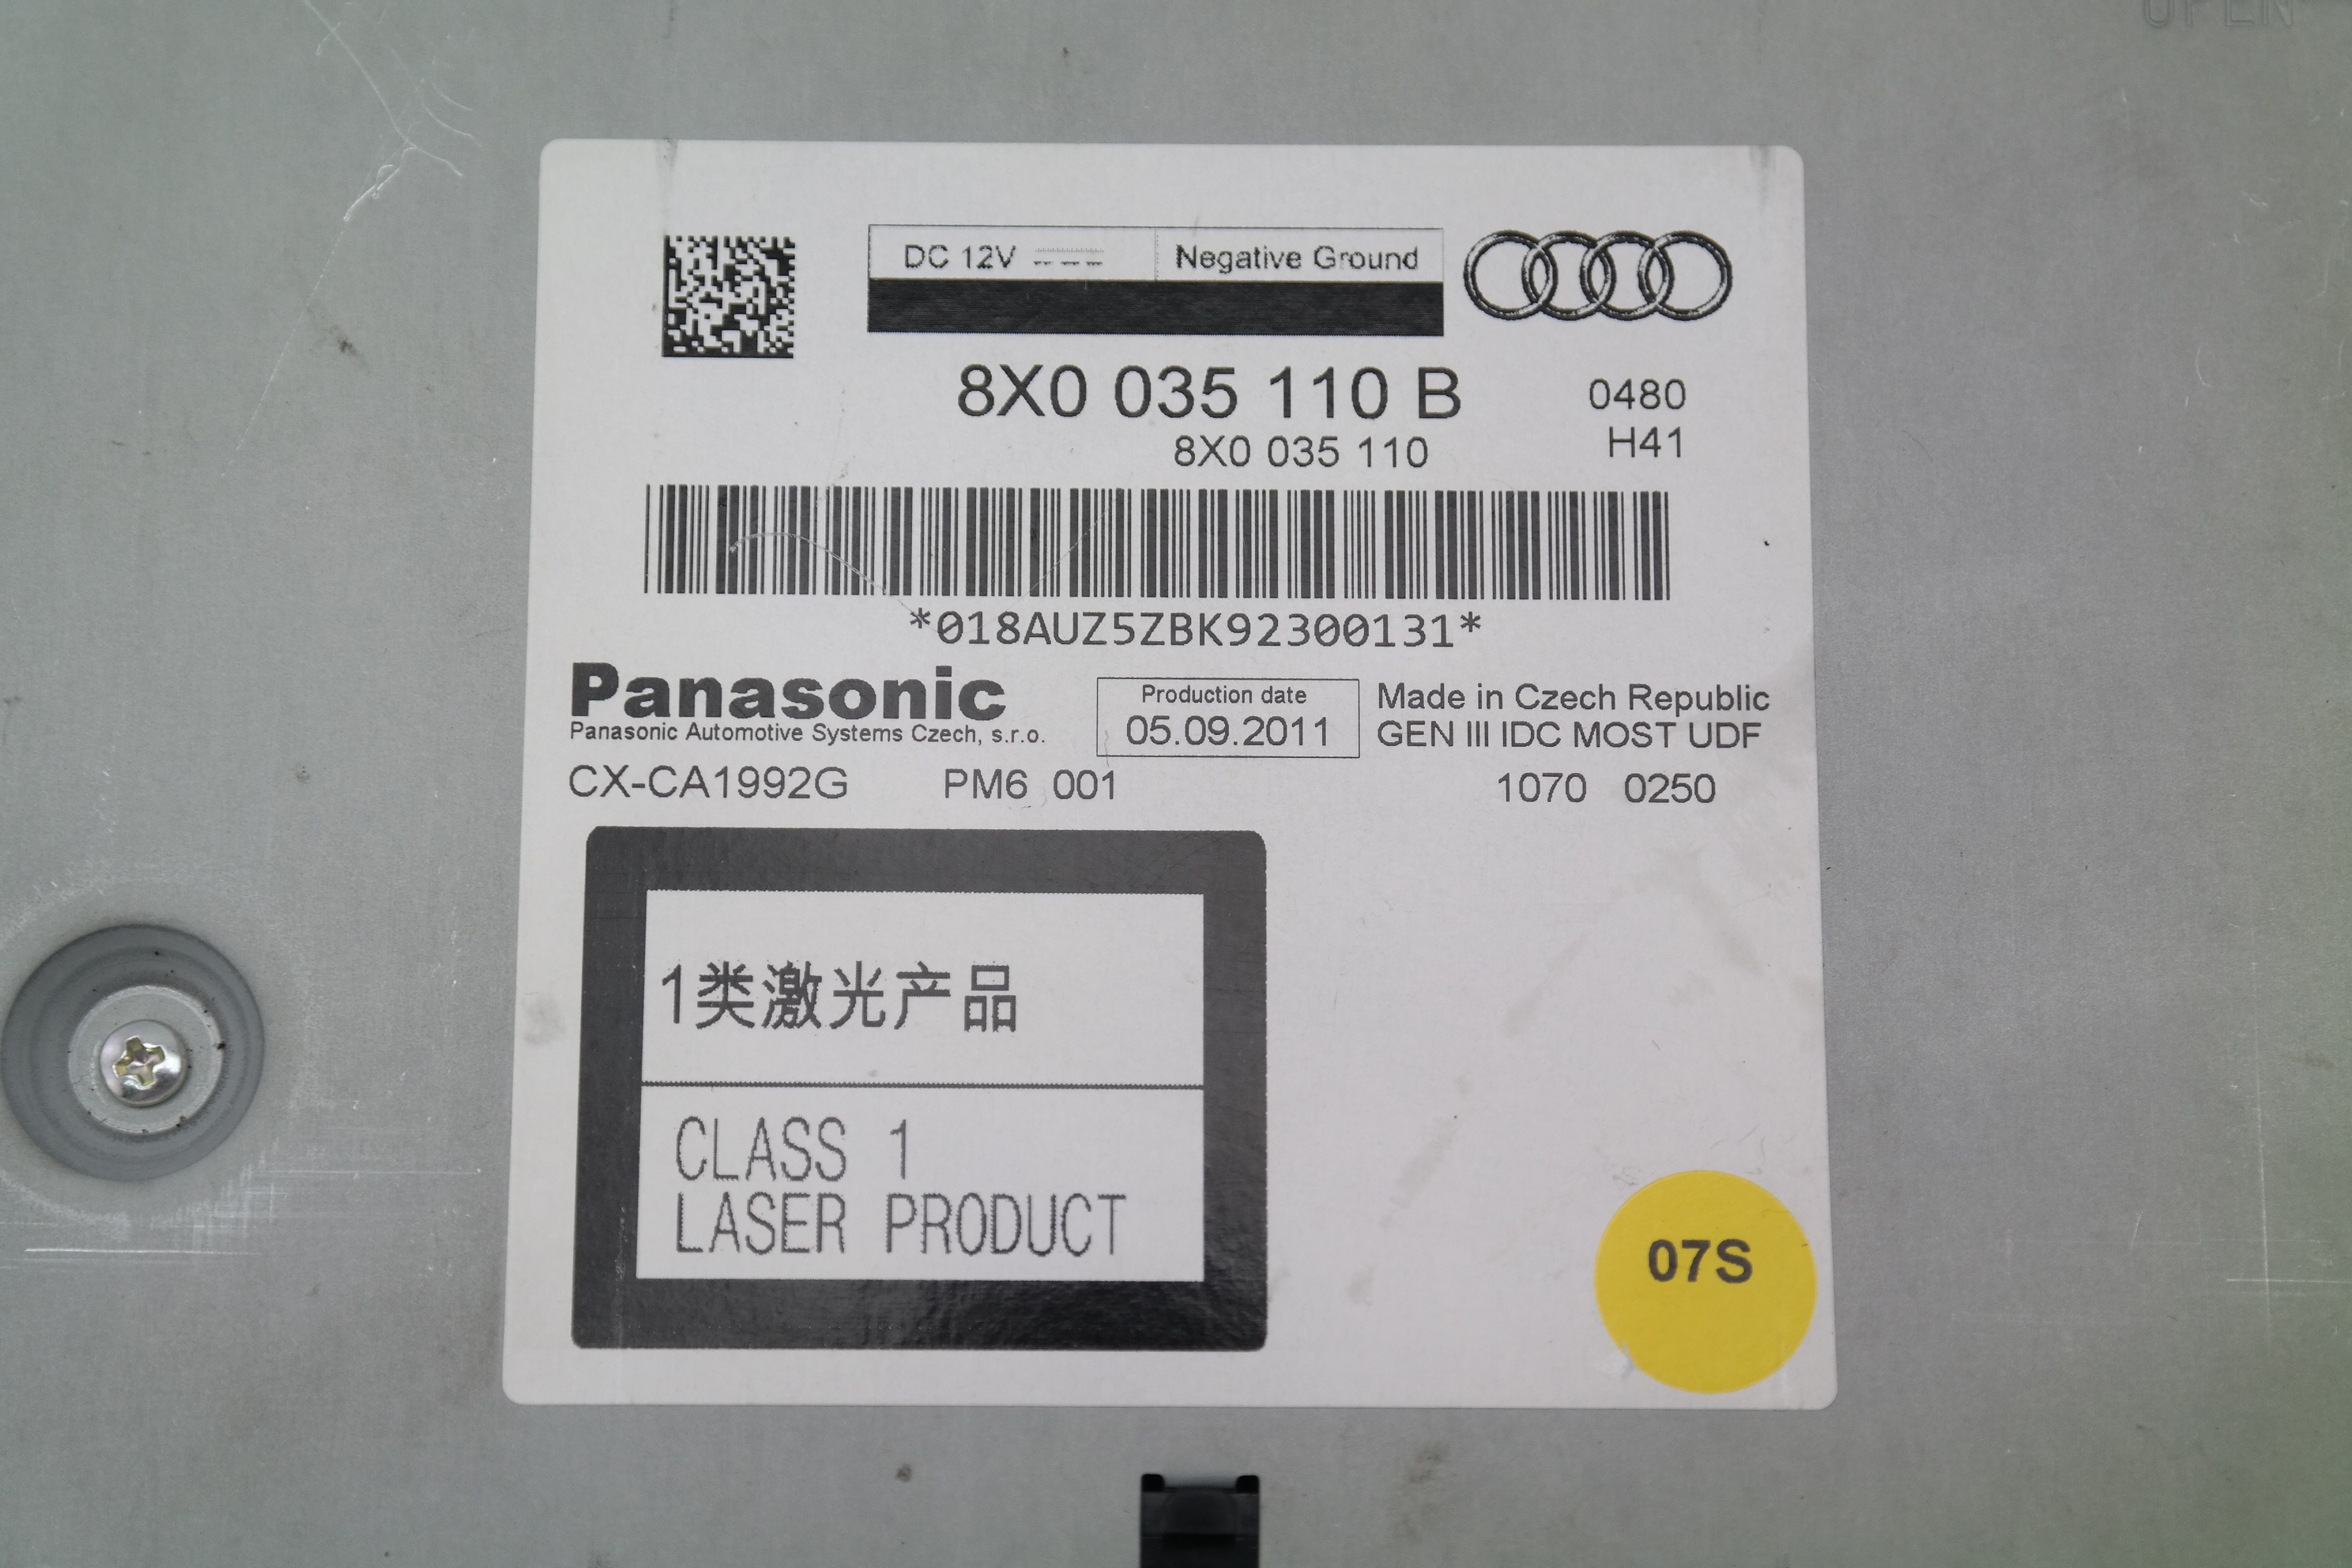 OPEN
DC 12V Negative Ground
8X0 035 110 B 0480
8X0 035 110 H41
*018AUZ5ZBK92300131*
Panasonic
Panasonic Automotive Systems Czech, s.r.o.
Production date
05.09.2011
Made in Czech Republic
GEN III IDC MOST UDF
CX-CA1992G PM6 001 1070 0250
1类激光产品
CLASS 1
LASER PRODUCT
07S